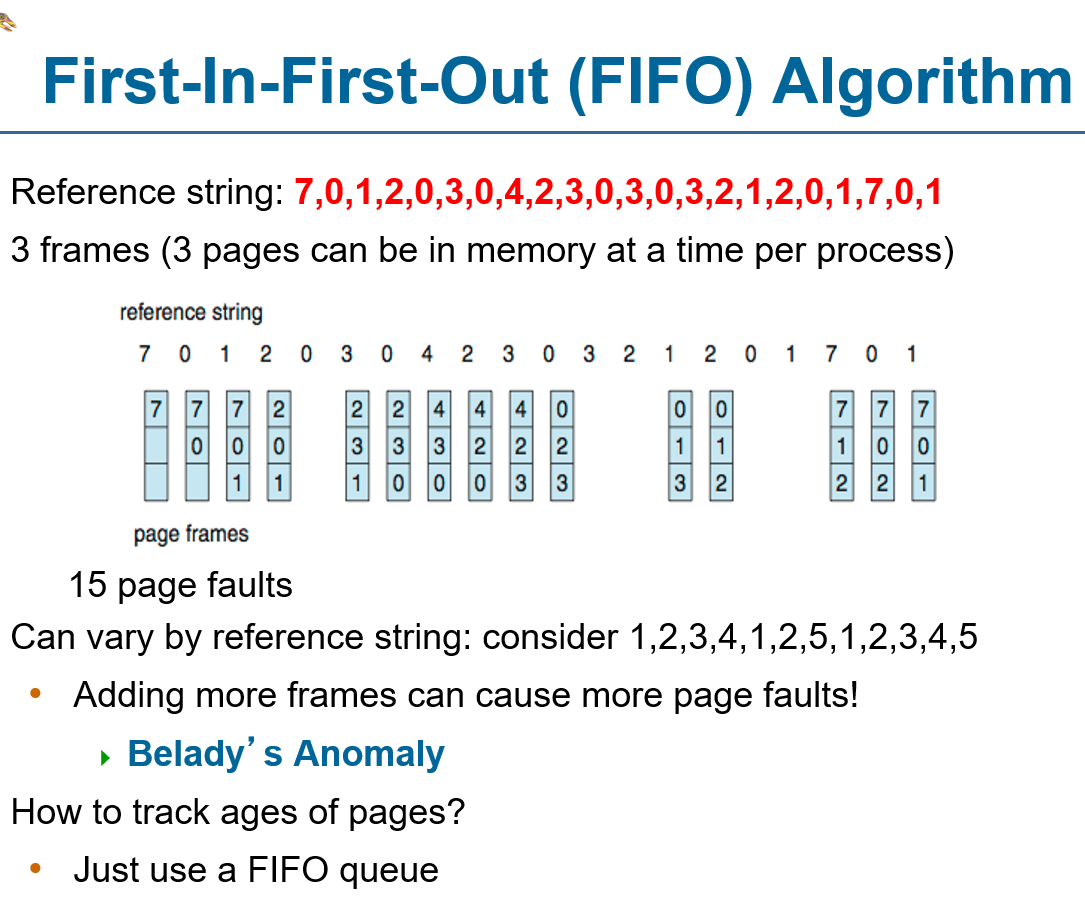 First-In-First-Out (FIFO) Algorithm
Reference string: 7,0,1,2,0,3,0,4,2,3,0,3,0,3,2,1,2,0,1,7,0,1
3 frames (3 pages can be in memory at a time per process)
reference string
7 0 1 2 0 3 0 4 2 3 0 3 2 1 2 0 1 7 0 1
7 7 7 2 2 2 4 4 4 0 0 0 7 7 7
0 0 0 3 3 3 2 2 2 1 1 1 0 0
1 1 1 0 0 0 3 3 3 2 2 2 1
page frames
15 page faults
Can vary by reference string: consider 1,2,3,4,1,2,5,1,2,3,4,5
• Adding more frames can cause more page faults!
Belady’s Anomaly
How to track ages of pages?
• Just use a FIFO queue